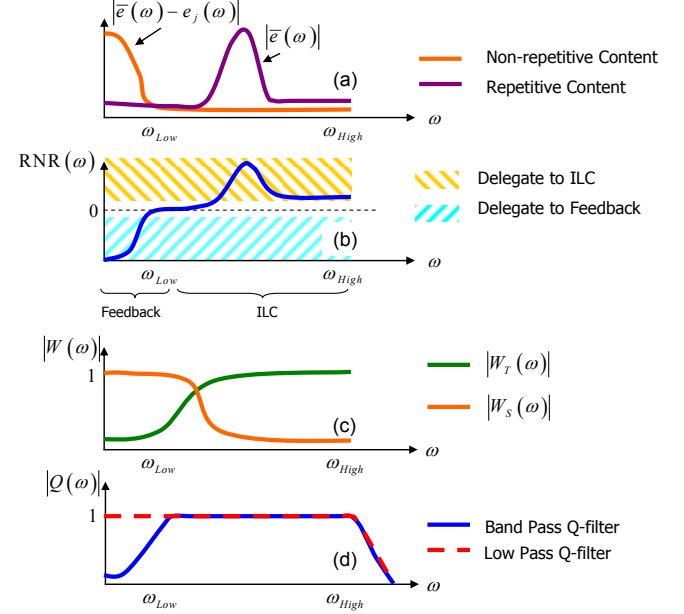 |e̅(ω) − e_j(ω)|
|e̅(ω)|
(a)
Non-repetitive Content
Repetitive Content
ω_Low
ω_High
ω
RNR(ω)
0
(b)
Delegate to ILC
Delegate to Feedback
ω_Low
ω_High
ω
Feedback
ILC
|W(ω)|
1
(c)
|W_T(ω)|
|W_S(ω)|
ω_Low
ω_High
ω
|Q(ω)|
1
(d)
Band Pass Q-filter
Low Pass Q-filter
ω_Low
ω_High
ω